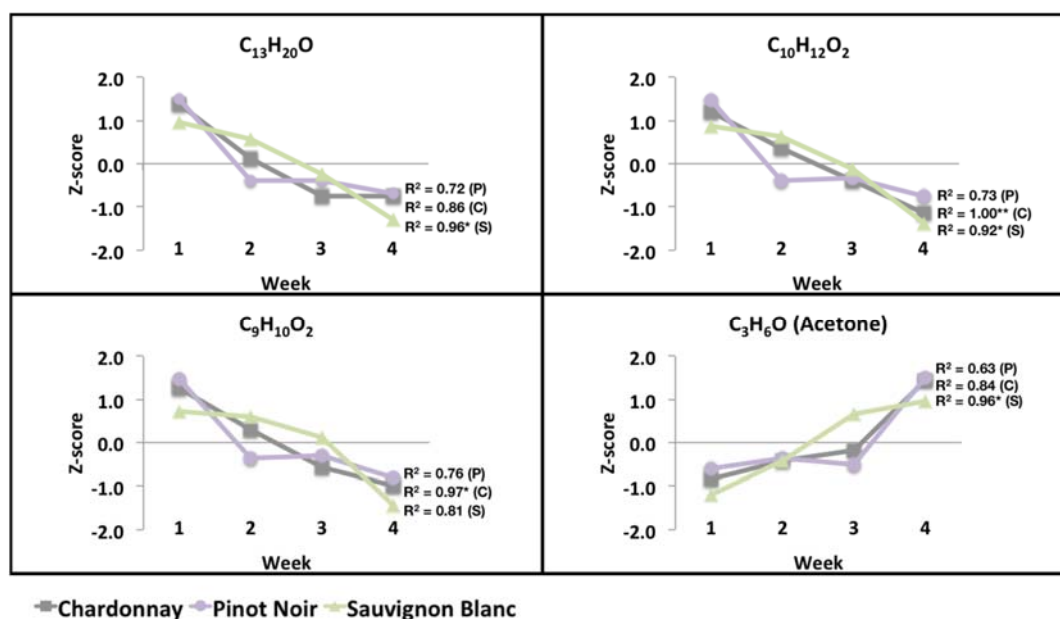 C₁₃H₂₀O
2.0
1.0
0.0
-1.0
-2.0
Z-score
1 2 3 4
Week
R² = 0.72 (P)
R² = 0.86 (C)
R² = 0.96* (S)
C₁₀H₁₂O₂
2.0
1.0
0.0
-1.0
-2.0
Z-score
1 2 3 4
Week
R² = 0.73 (P)
R² = 1.00** (C)
R² = 0.92* (S)
C₉H₁₀O₂
2.0
1.0
0.0
-1.0
-2.0
Z-score
1 2 3 4
Week
R² = 0.76 (P)
R² = 0.97* (C)
R² = 0.81 (S)
C₃H₆O (Acetone)
2.0
1.0
0.0
-1.0
-2.0
Z-score
1 2 3 4
Week
R² = 0.63 (P)
R² = 0.84 (C)
R² = 0.96* (S)
Chardonnay Pinot Noir Sauvignon Blanc